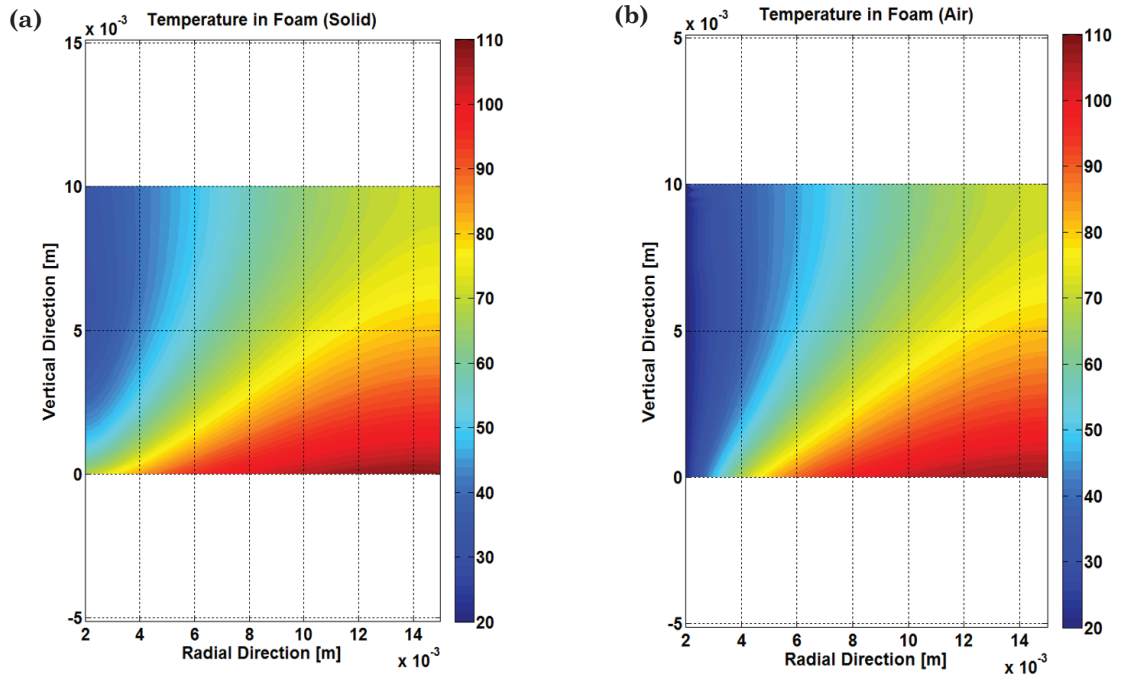 (a)
Temperature in Foam (Solid)
x 10⁻³
15
10
5
0
-5
Vertical Direction [m]
2 4 6 8 10 12 14
Radial Direction [m]
x 10⁻³
110
100
90
80
70
60
50
40
30
20
(b)
Temperature in Foam (Air)
x 10⁻³
5
10
5
0
-5
Vertical Direction [m]
2 4 6 8 10 12 14
Radial Direction [m]
x 10⁻³
110
100
90
80
70
60
50
40
30
20